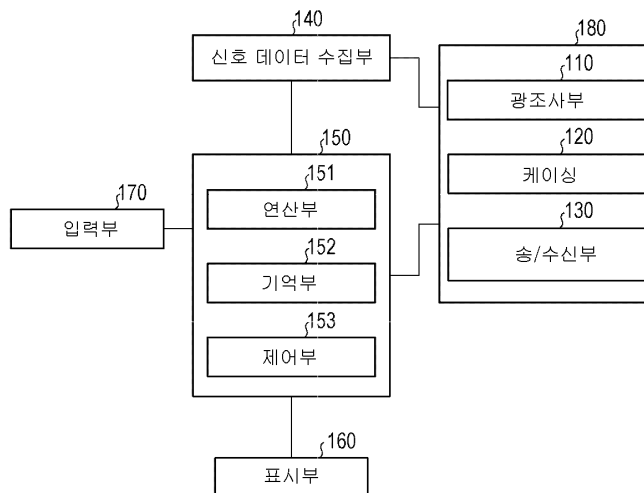 140
신호 데이터 수집부
180
110
광조사부
120
케이싱
130
송/수신부
150
151
연산부
152
기억부
153
제어부
170
입력부
160
표시부